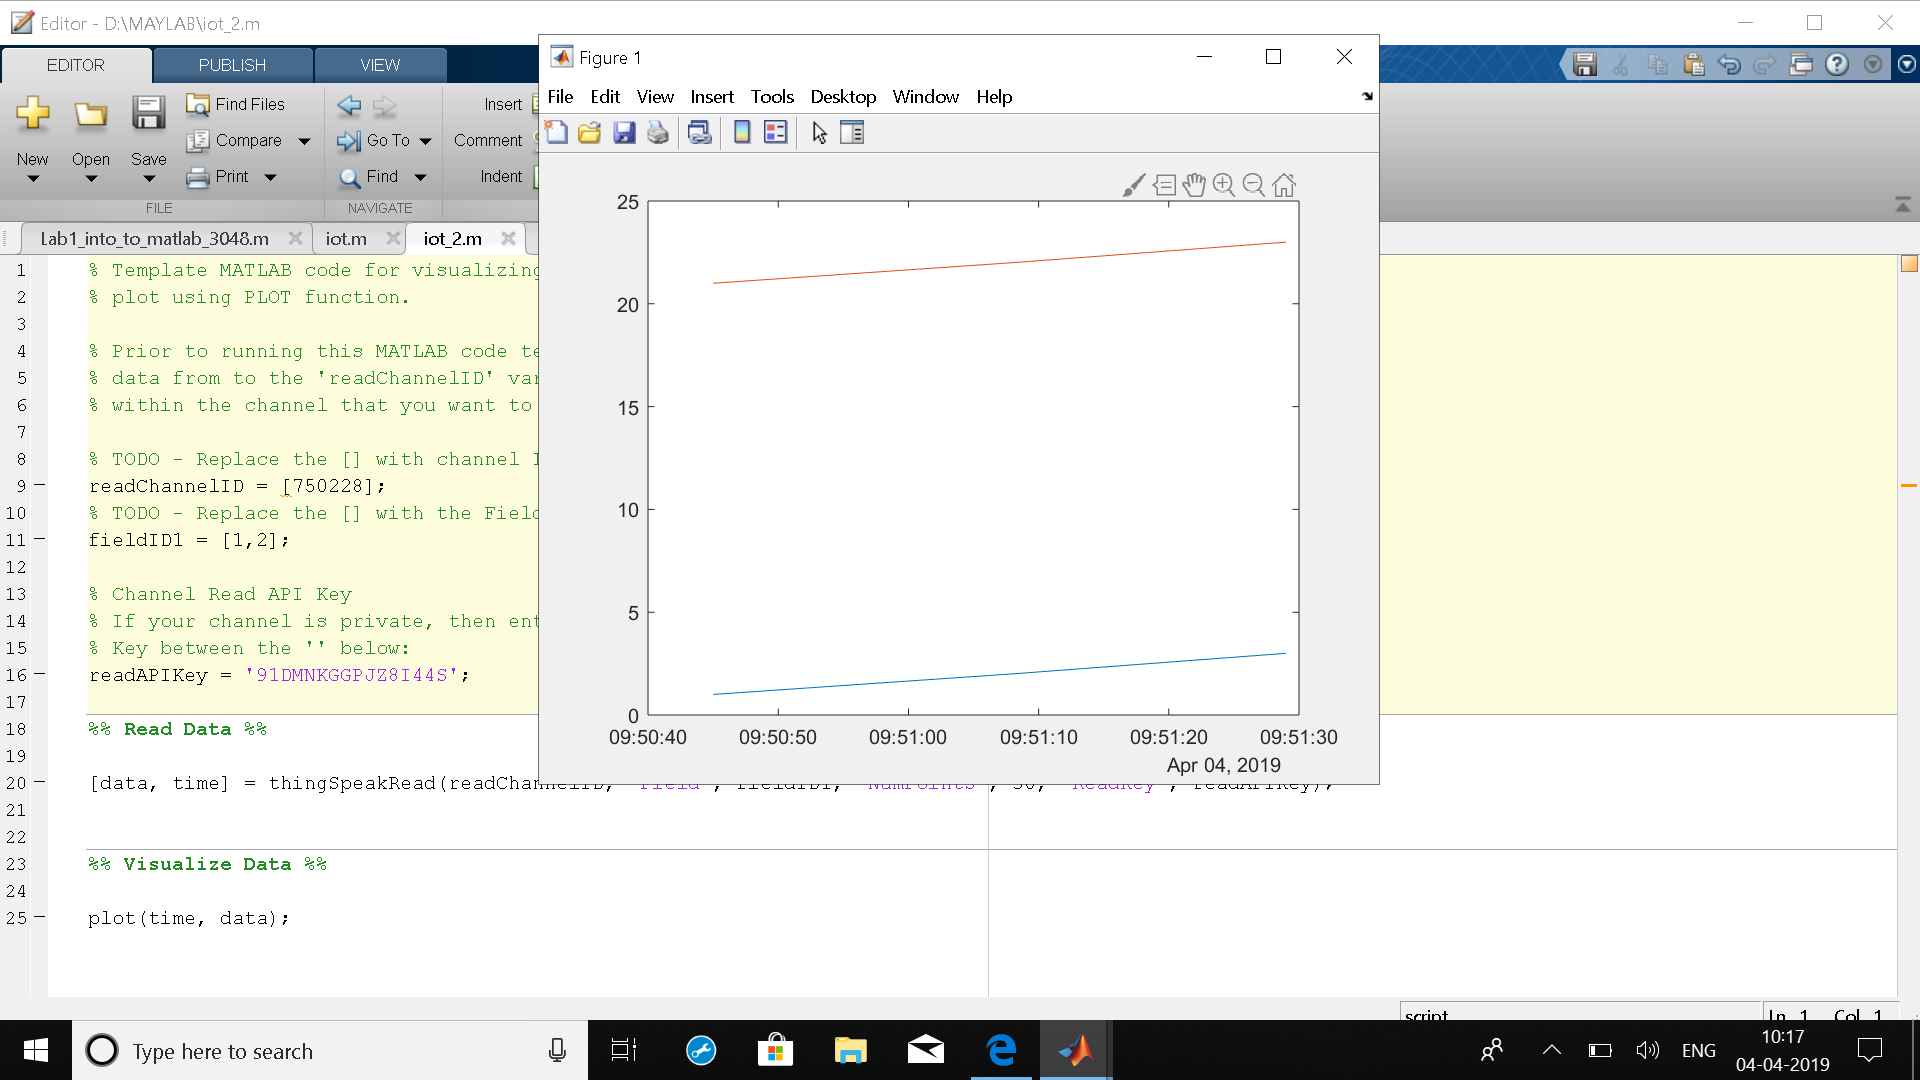 Editor - D:\MAYLAB\iot_2.m
EDITOR
PUBLISH
VIEW
New
Open
Save
Find Files
Compare
Print
FILE
Go To
Find
NAVIGATE
Insert
Comment
Indent
Lab1_into_to_matlab_3048.m
iot.m
iot_2.m
1 % Template MATLAB code for visualizing
2 % plot using PLOT function.
3
4 % Prior to running this MATLAB code
5 % data from to the 'readChannelID'
6 % within the channel that you want to
7
8 % TODO - Replace the [] with channel
9 readChannelID = [750228];
10 % TODO - Replace the [] with the
11 fieldID1 = [1,2];
12
13 % Channel Read API Key
14 % If your channel is private, then
15 % Key between the '' below:
16 readAPIKey = '91DMNKGGPJZ8I44S';
17
18 %% Read Data %%
19
20 [data, time] = thingSpeakRead(readChannelID, 'Field', fieldID1, 'NumPoints', 30, 'ReadKey', readAPIKey);
21
22
23 %% Visualize Data %%
24
25 plot(time, data);
Figure 1
File Edit View Insert Tools Desktop Window Help
25
20
15
10
5
0
09:50:40 09:50:50 09:51:00 09:51:10 09:51:20 09:51:30
Apr 04, 2019
script
Ln 1 Col 1
Type here to search
ENG
10:17
04-04-2019